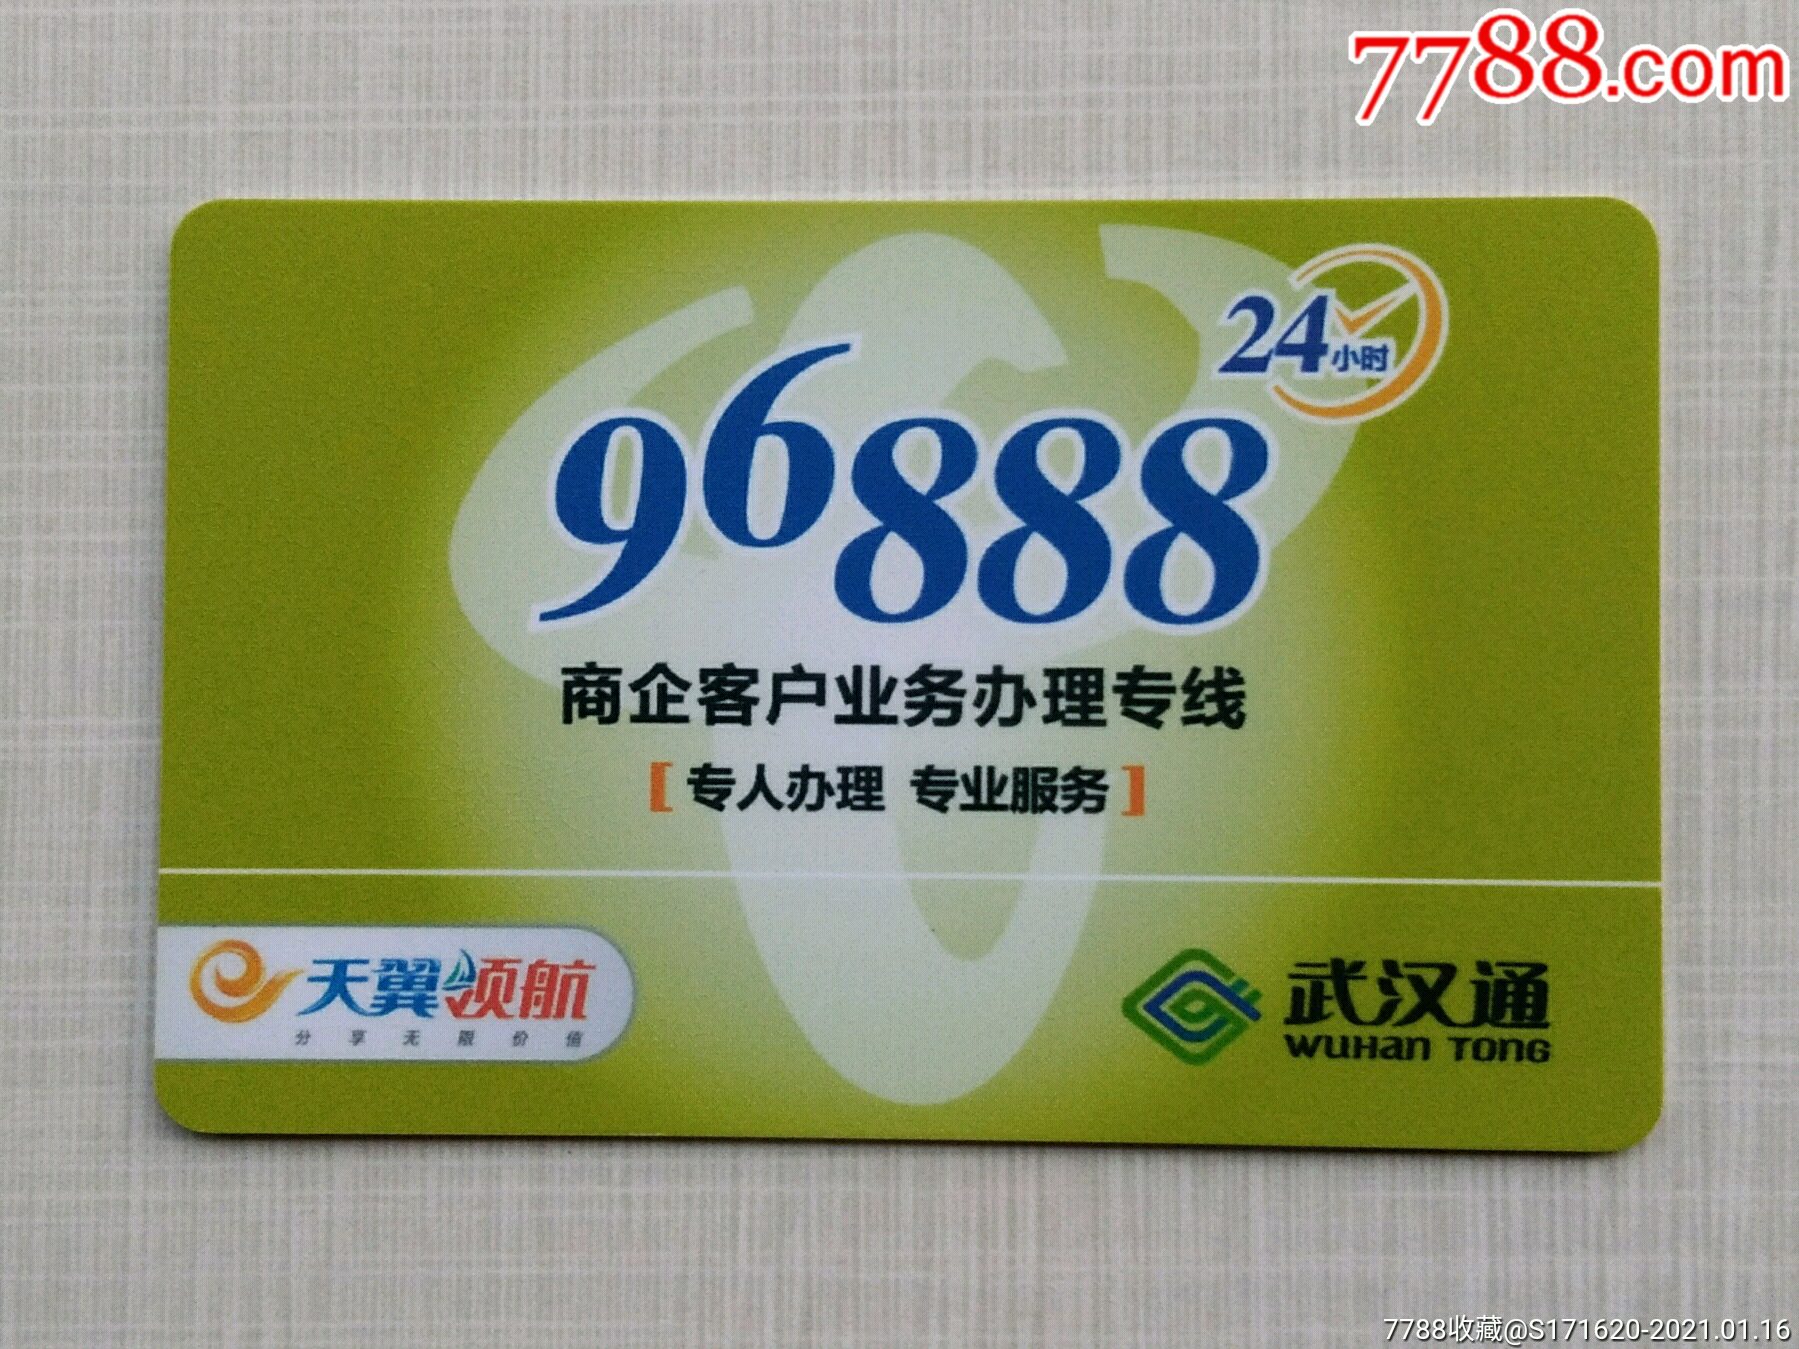 7788.com
24小时
96888
商企客户业务办理专线
[ 专人办理 专业服务 ]
天翼领航
分享无限价值
武汉通
WUHAN TONG
7788收藏@S171620-2021.01.16